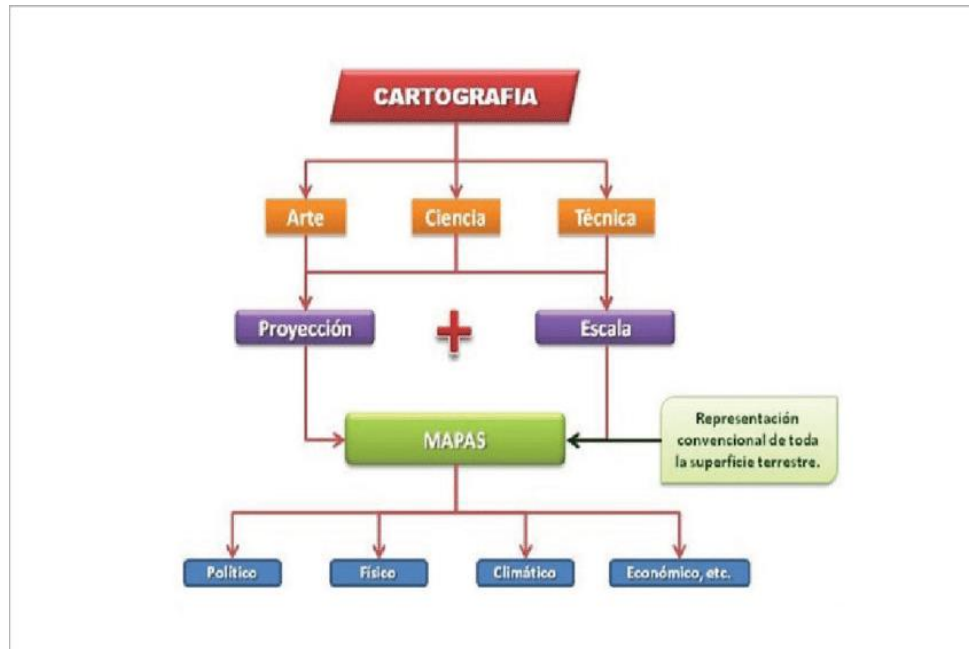 CARTOGRAFIA
Arte
Ciencia
Técnica
Proyección
Escala
MAPAS
Representación
convencional de toda
la superficie terrestre.
Político
Físico
Climático
Económico, etc.